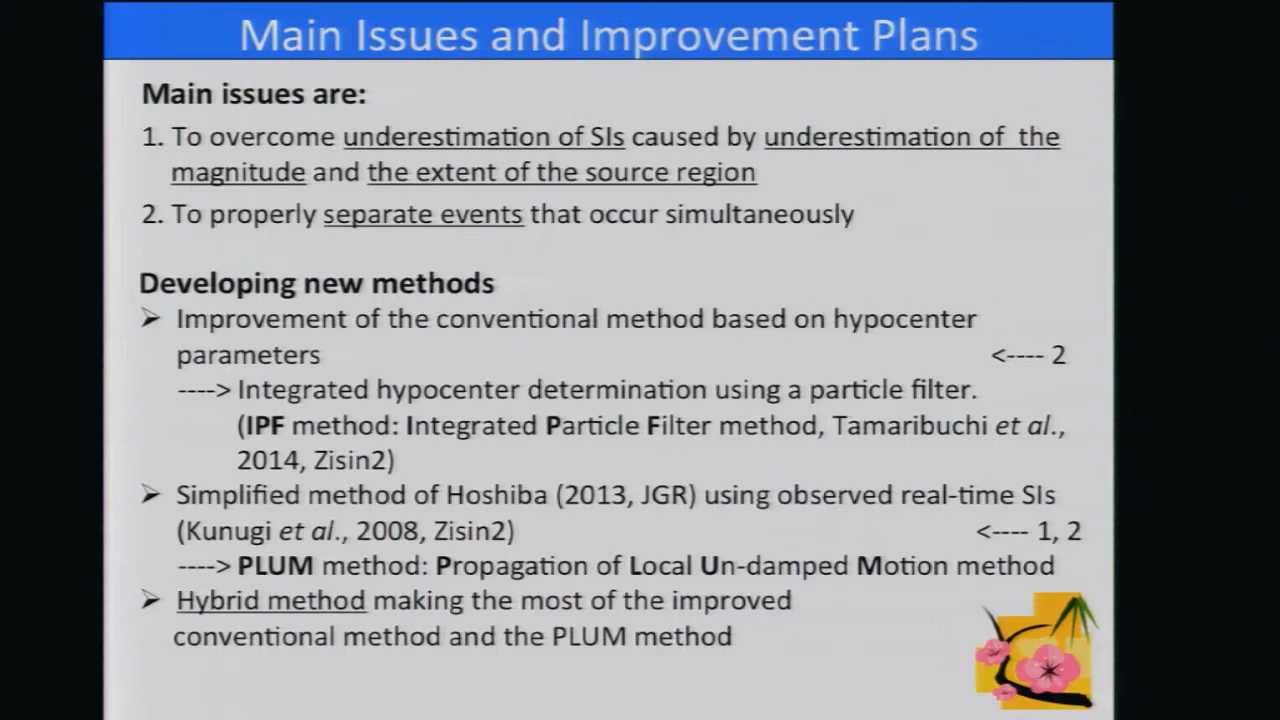 Main Issues and Improvement Plans
Main issues are:
1. To overcome underestimation of SIs caused by underestimation of the
magnitude and the extent of the source region
2. To properly separate events that occur simultaneously
Developing new methods
➢ Improvement of the conventional method based on hypocenter
parameters <---- 2
----> Integrated hypocenter determination using a particle filter.
(IPF method: Integrated Particle Filter method, Tamaribuchi et al.,
2014, Zisin2)
➢ Simplified method of Hoshiba (2013, JGR) using observed real-time SIs
(Kunugi et al., 2008, Zisin2) <---- 1, 2
----> PLUM method: Propagation of Local Un-damped Motion method
➢ Hybrid method making the most of the improved
conventional method and the PLUM method